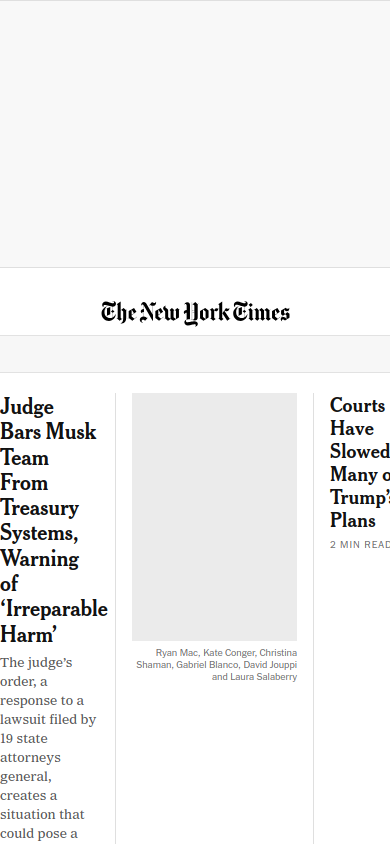 The New York Times
Judge
Bars Musk
Team
From
Treasury
Systems,
Warning
of
‘Irreparable
Harm’
The judge’s
order, a
response to a
lawsuit filed by
19 state
attorneys
general,
creates a
situation that
could pose a
Ryan Mac, Kate Conger, Christina
Shaman, Gabriel Blanco, David Jouppi
and Laura Salaberry
Courts
Have
Slowed
Many
Trump’
Plans
2 MIN READ